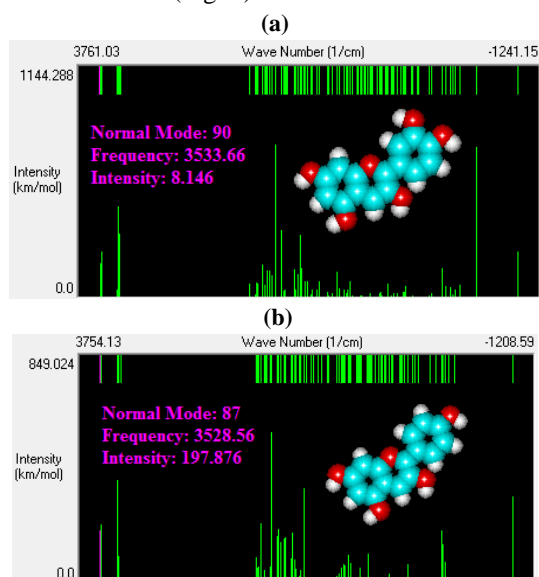 (a)
3761.03 Wave Number (1/cm) -1241.15
1144.288
Normal Mode: 90
Frequency: 3533.66
Intensity: 8.146
Intensity
(km/mol)
0.0
(b)
3754.13 Wave Number (1/cm) -1208.59
849.024
Normal Mode: 87
Frequency: 3528.56
Intensity: 197.876
Intensity
(km/mol)
0.0